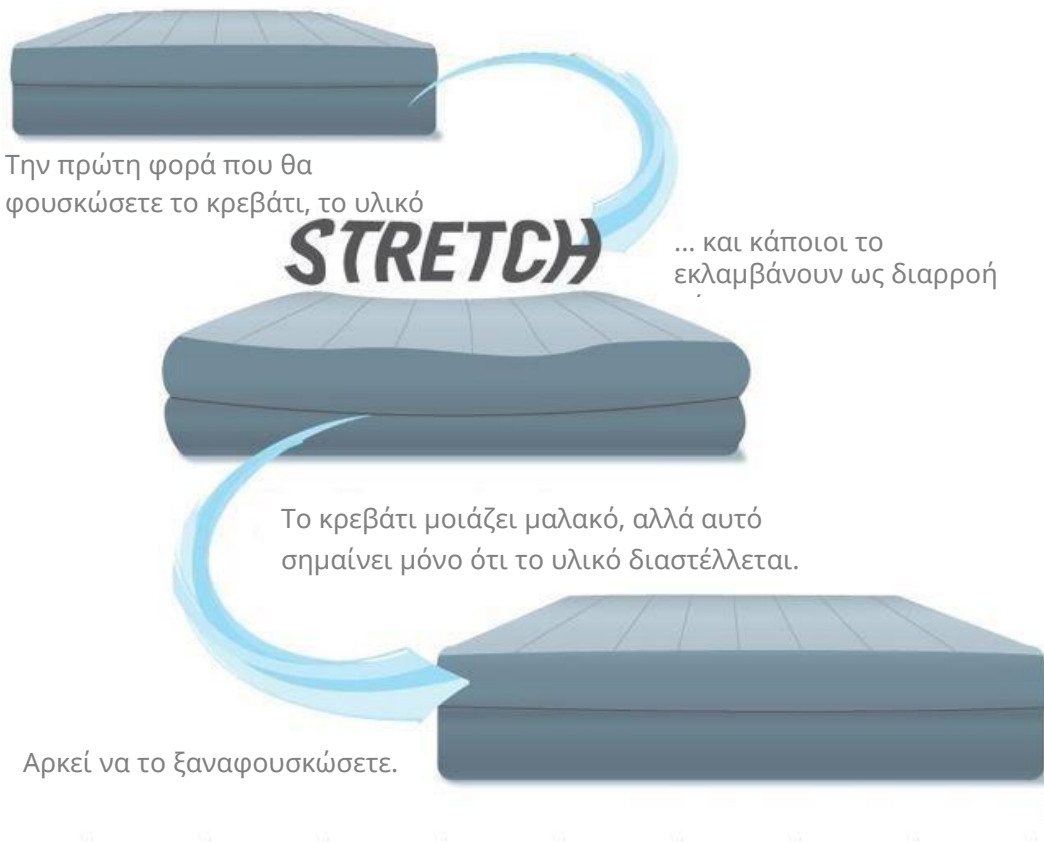 Την πρώτη φορά που θα
φουσκώσετε το κρεβάτι, το υλικό
STRETCH
... και κάποιοι το
εκλαμβάνουν ως διαρροή
Το κρεβάτι μοιάζει μαλακό, αλλά αυτό
σημαίνει μόνο ότι το υλικό διαστέλλεται.
Αρκεί να το ξαναφουσκώσετε.